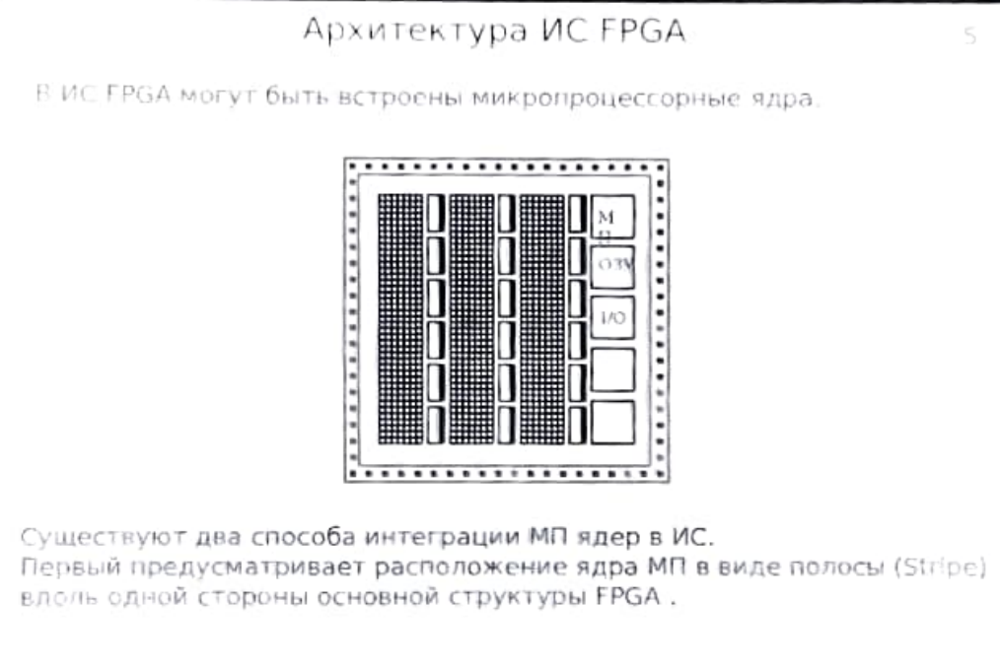 Архитектура ИС FPGA
5
В ИС FPGA могут быть встроены микропроцессорные ядра.
М
П
ОЗУ
I/O
Существуют два способа интеграции МП ядер в ИС.
Первый предусматривает расположение ядра МП в виде полосы (Stripe)
вдоль одной стороны основной структуры FPGA .